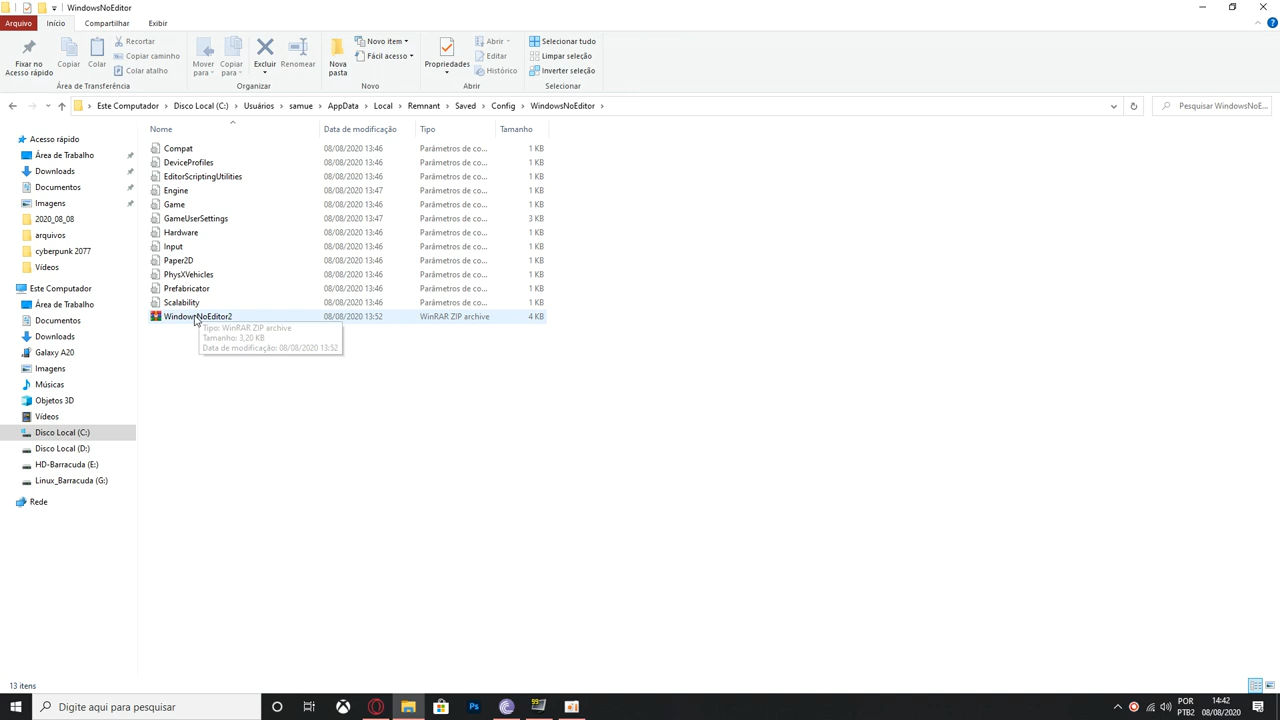 WindowsNoEditor
Arquivo Início Compartilhar Exibir
Fixar no Acesso rápido
Copiar
Colar
Recortar
Copiar caminho
Colar atalho
Área de Transferência
Mover para
Copiar para
Excluir
Renomear
Organizar
Nova pasta
Novo item
Fácil acesso
Novo
Propriedades
Abrir
Editar
Histórico
Abrir
Selecionar tudo
Limpar seleção
Inverter seleção
Selecionar
Este Computador > Disco Local (C:) > Usuários > samue > AppData > Local > Remnant > Saved > Config > WindowsNoEditor >
Pesquisar WindowsNoE...
Acesso rápido
Área de Trabalho
Downloads
Documentos
Imagens
2020_08_08
arquivos
cyberpunk 2077
Vídeos
Este Computador
Área de Trabalho
Documentos
Downloads
Galaxy A20
Imagens
Músicas
Objetos 3D
Vídeos
Disco Local (C:)
Disco Local (D:)
HD-Barracuda (E:)
Linux_Barracuda (G:)
Rede
Nome Data de modificação Tipo Tamanho
Compat 08/08/2020 13:46 Parâmetros de co... 1 KB
DeviceProfiles 08/08/2020 13:46 Parâmetros de co... 1 KB
EditorScriptingUtilities 08/08/2020 13:46 Parâmetros de co... 1 KB
Engine 08/08/2020 13:47 Parâmetros de co... 1 KB
Game 08/08/2020 13:46 Parâmetros de co... 1 KB
GameUserSettings 08/08/2020 13:47 Parâmetros de co... 3 KB
Hardware 08/08/2020 13:46 Parâmetros de co... 1 KB
Input 08/08/2020 13:46 Parâmetros de co... 1 KB
Paper2D 08/08/2020 13:46 Parâmetros de co... 1 KB
PhysXVehicles 08/08/2020 13:46 Parâmetros de co... 1 KB
Prefabricator 08/08/2020 13:46 Parâmetros de co... 1 KB
Scalability 08/08/2020 13:46 Parâmetros de co... 1 KB
WindowsNoEditor2 08/08/2020 13:52 WinRAR ZIP archive 4 KB
Tipo: WinRAR ZIP archive
Tamanho: 3,20 KB
Data de modificação: 08/08/2020 13:52
13 itens
Digite aqui para pesquisar
Ps
POR
PTB2
14:42
08/08/2020